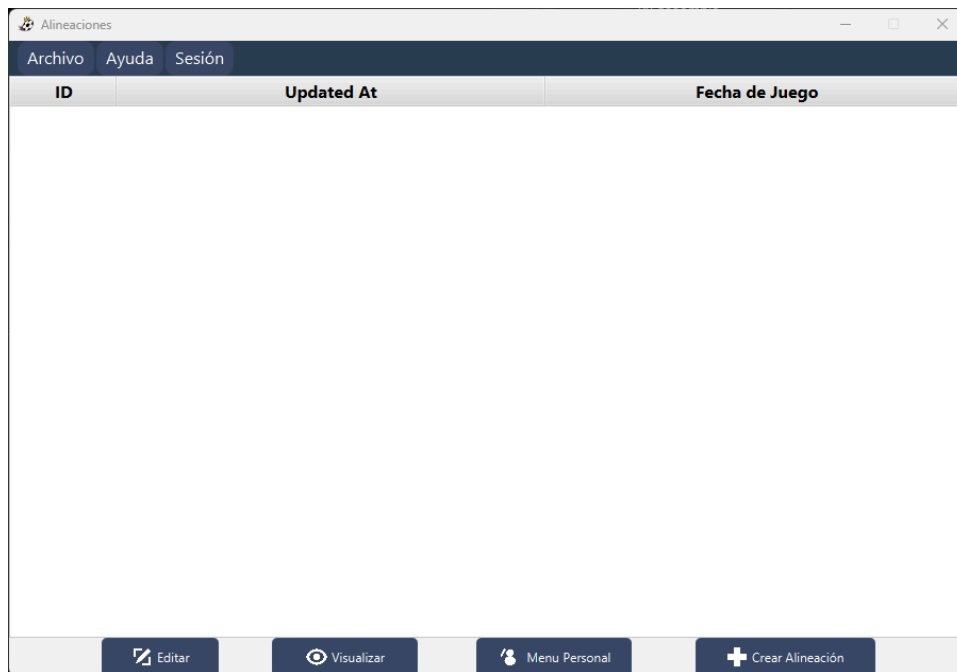 Alineaciones
Archivo Ayuda Sesión
ID Updated At Fecha de Juego
Editar Visualizar Menu Personal Crear Alineación